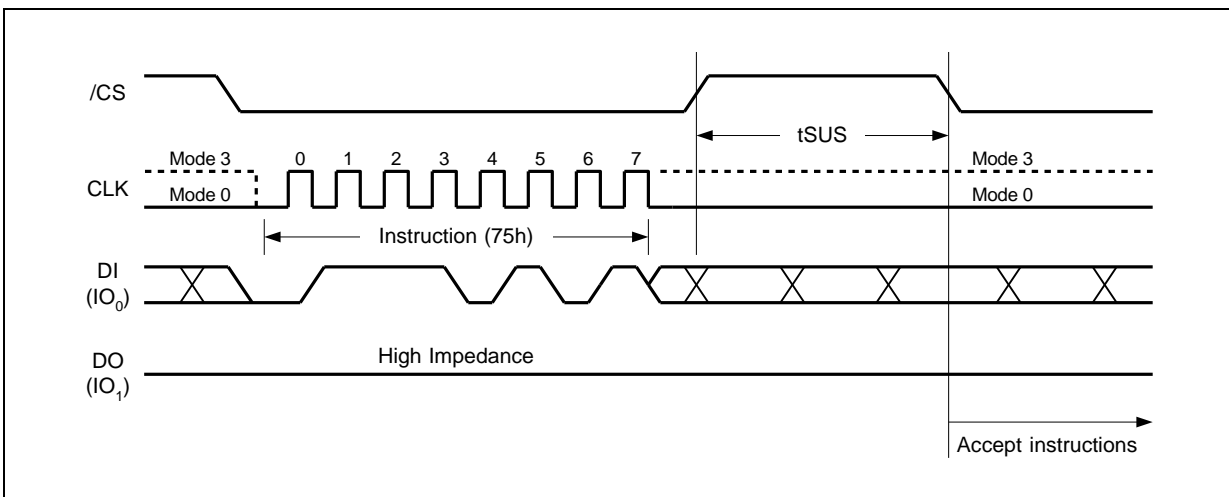 /CS
tSUS
Mode 3
0 1 2 3 4 5 6 7
Mode 3
CLK
Mode 0
Mode 0
Instruction (75h)
DI
(IO0)
High Impedance
DO
(IO1)
Accept instructions